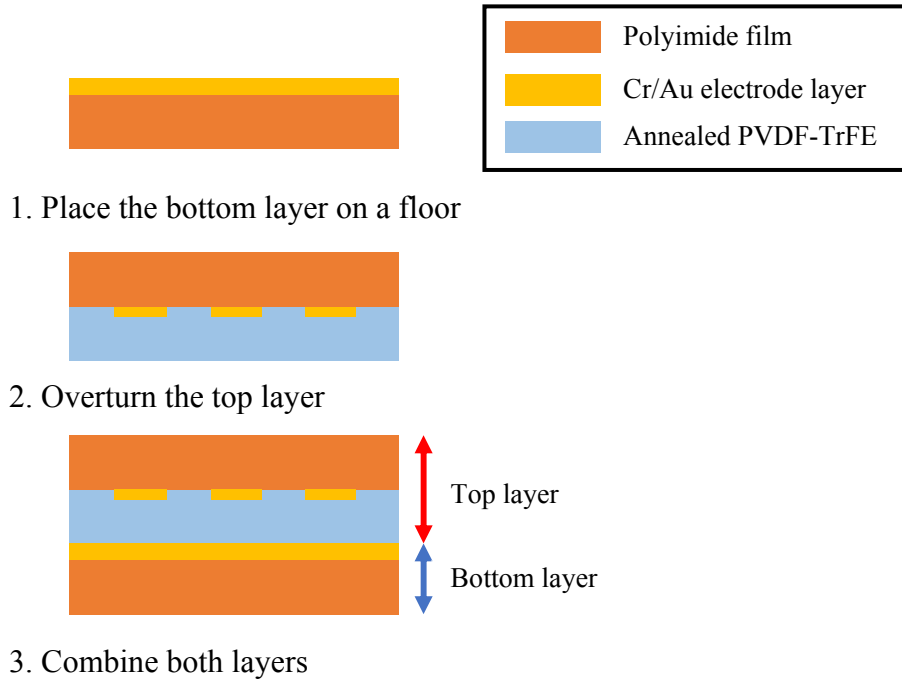 Polyimide film
Cr/Au electrode layer
Annealed PVDF-TrFE
1. Place the bottom layer on a floor
2. Overturn the top layer
Top layer
Bottom layer
3. Combine both layers